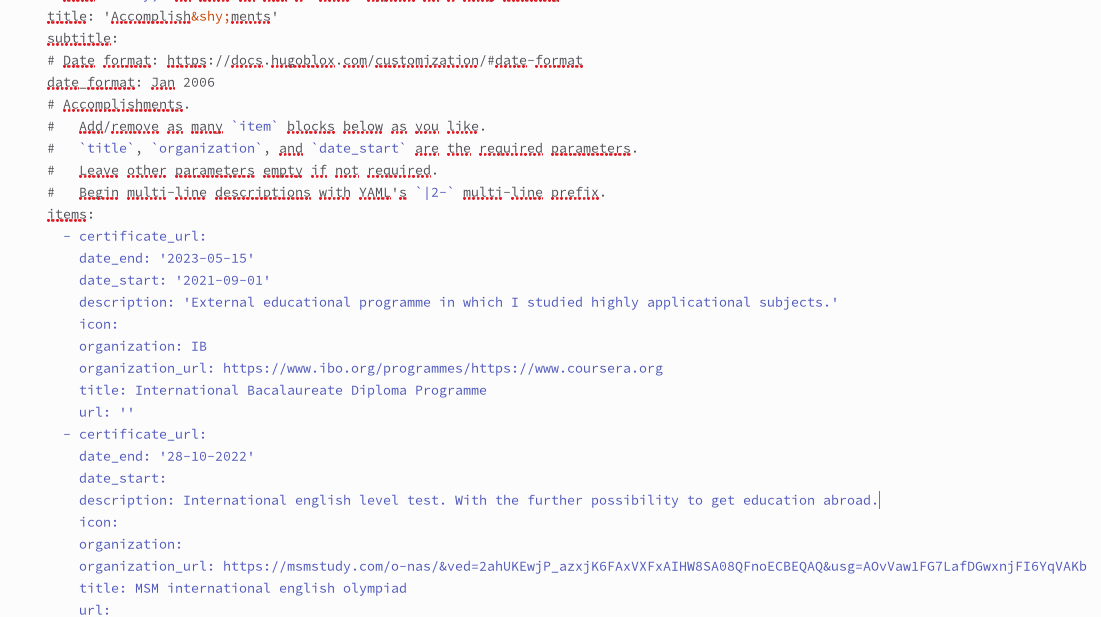 title: 'Accomplish&shy;ments'
subtitle:
# Date format: https://docs.hugoblox.com/customization/#date-format
date_format: Jan 2006
# Accomplishments.
#   Add/remove as many `item` blocks below as you like.
#   `title`, `organization`, and `date_start` are the required parameters.
#   Leave other parameters empty if not required.
#   Begin multi-line descriptions with YAML's `|2-` multi-line prefix.
items:
  - certificate_url:
    date_end: '2023-05-15'
    date_start: '2021-09-01'
    description: 'External educational programme in which I studied highly applicational subjects.'
    icon:
    organization: IB
    organization_url: https://www.ibo.org/programmes/https://www.coursera.org
    title: International Bacalaureate Diploma Programme
    url: ''
  - certificate_url:
    date_end: '28-10-2022'
    date_start:
    description: International english level test. With the further possibility to get education abroad.
    icon:
    organization:
    organization_url: https://msmstudy.com/o-nas/&ved=2ahUKEwjP_azxjK6FAxVXFxAIHW8SA08QFnoECBEQAQ&usg=AOvVaw1FG7LafDGwxnjFI6YqVAKb
    title: MSM international english olympiad
    url: